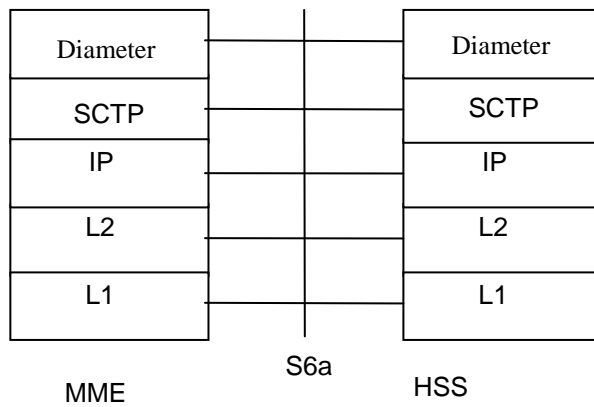 Diameter
Diameter
SCTP
SCTP
IP
IP
L2
L2
L1
L1
S6a
MME
HSS